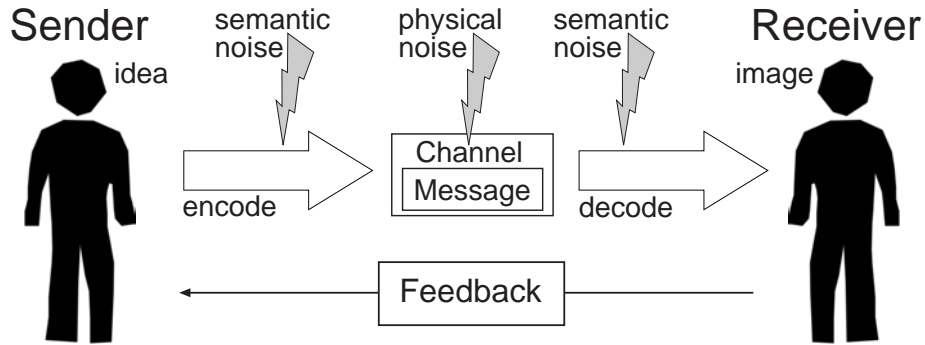 Sender
semantic
noise
physical
noise
semantic
noise
Receiver
idea
image
Channel
Message
encode
decode
Feedback